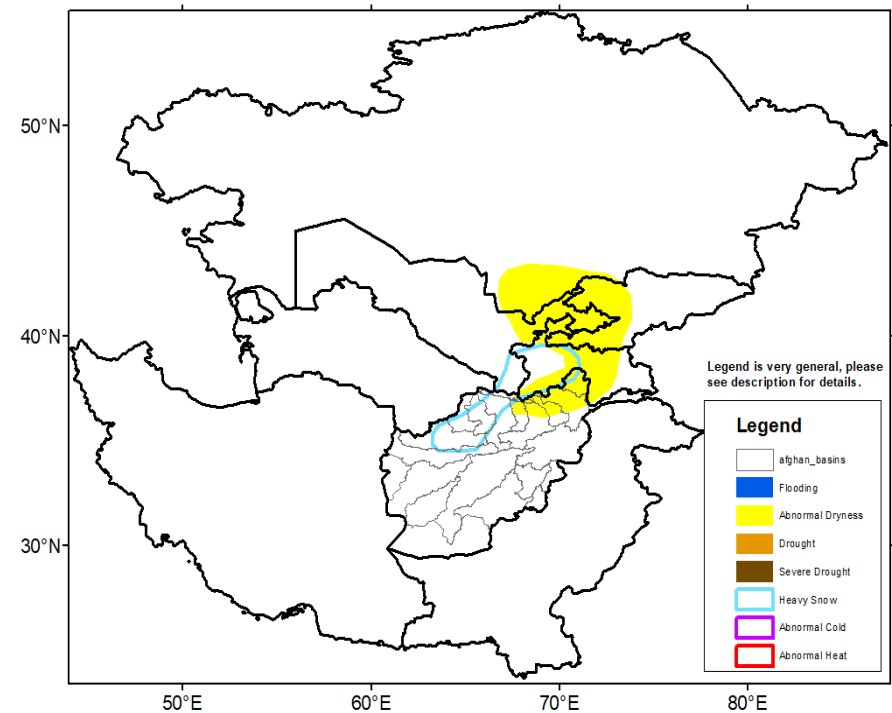 50°N
40°N
30°N
50°E
60°E
70°E
80°E
Legend is very general, please
see description for details.
Legend
afghan_basins
Flooding
Abnormal Dryness
Drought
Severe Drought
Heavy Snow
Abnormal Cold
Abnormal Heat